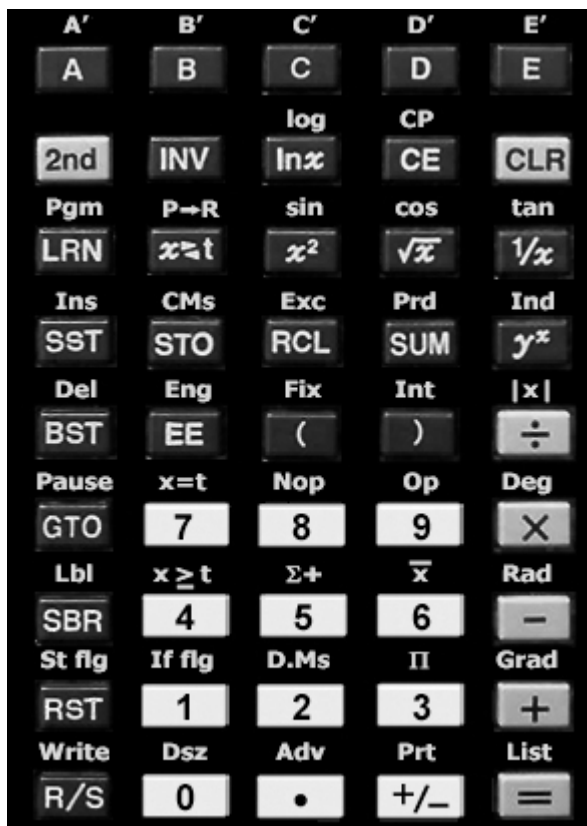 A′ B′ C′ D′ E′
A B C D E
log CP
2nd INV lnx CE CLR
Pgm P→R sin cos tan
LRN x⇄t x² √x 1/x
Ins CMs Exc Prd Ind
SST STO RCL SUM yˣ
Del Eng Fix Int |x|
BST EE ( ) ÷
Pause x=t Nop Op Deg
GTO 7 8 9 ×
Lbl x≥t Σ+ x̅ Rad
SBR 4 5 6 −
St flg If flg D.Ms Π Grad
RST 1 2 3 +
Write Dsz Adv Prt List
R/S 0 • +/− =